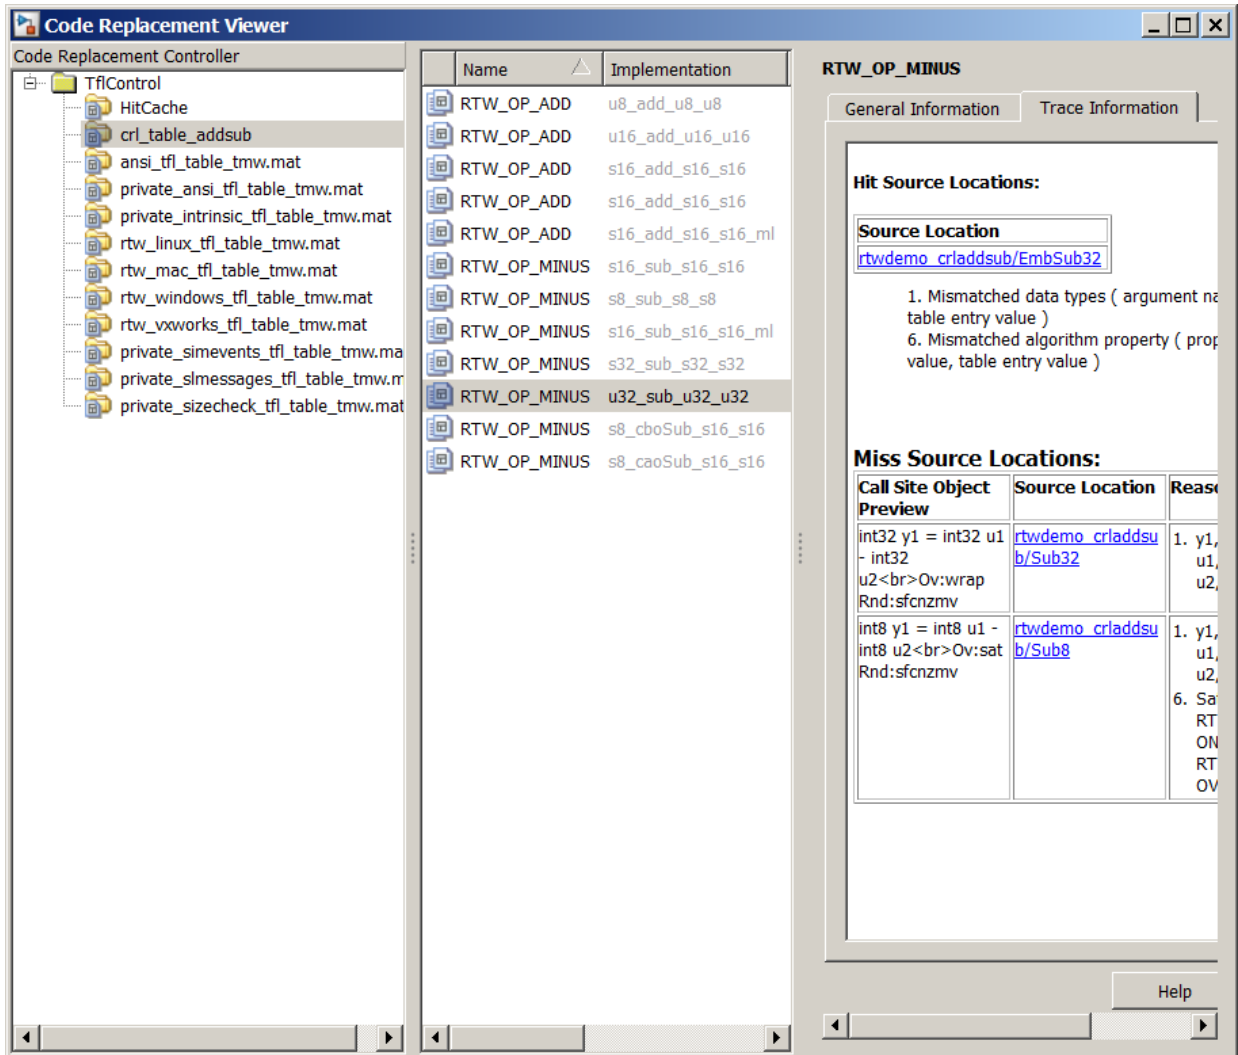 Code Replacement Viewer
Code Replacement Controller
TflControl
HitCache
crl_table_addsub
ansi_tfl_table_tmw.mat
private_ansi_tfl_table_tmw.mat
private_intrinsic_tfl_table_tmw.mat
rtw_linux_tfl_table_tmw.mat
rtw_mac_tfl_table_tmw.mat
rtw_windows_tfl_table_tmw.mat
rtw_vxworks_tfl_table_tmw.mat
private_simevents_tfl_table_tmw.ma
private_slmessages_tfl_table_tmw.m
private_sizecheck_tfl_table_tmw.mat
Name Implementation
RTW_OP_ADD u8_add_u8_u8
RTW_OP_ADD u16_add_u16_u16
RTW_OP_ADD s16_add_s16_s16
RTW_OP_ADD s16_add_s16_s16
RTW_OP_ADD s16_add_s16_s16_ml
RTW_OP_MINUS s16_sub_s16_s16
RTW_OP_MINUS s8_sub_s8_s8
RTW_OP_MINUS s16_sub_s16_s16_ml
RTW_OP_MINUS s32_sub_s32_s32
RTW_OP_MINUS u32_sub_u32_u32
RTW_OP_MINUS s8_cboSub_s16_s16
RTW_OP_MINUS s8_caoSub_s16_s16
RTW_OP_MINUS
General Information Trace Information
Hit Source Locations:
Source Location
rtwdemo_crladdsub/EmbSub32
1. Mismatched data types ( argument na
table entry value )
6. Mismatched algorithm property ( prop
value, table entry value )
Miss Source Locations:
Call Site Object Source Location Reaso
Preview
int32 y1 = int32 u1 rtwdemo_crladdsu 1. y1,
- int32 b/Sub32 u1,
u2<br>Ov:wrap u2,
Rnd:sfcnzmv
int8 y1 = int8 u1 - rtwdemo_crladdsu 1. y1,
int8 u2<br>Ov:sat b/Sub8 u1,
Rnd:sfcnzmv u2,
6. Sa
RT
ON
RT
OV
Help